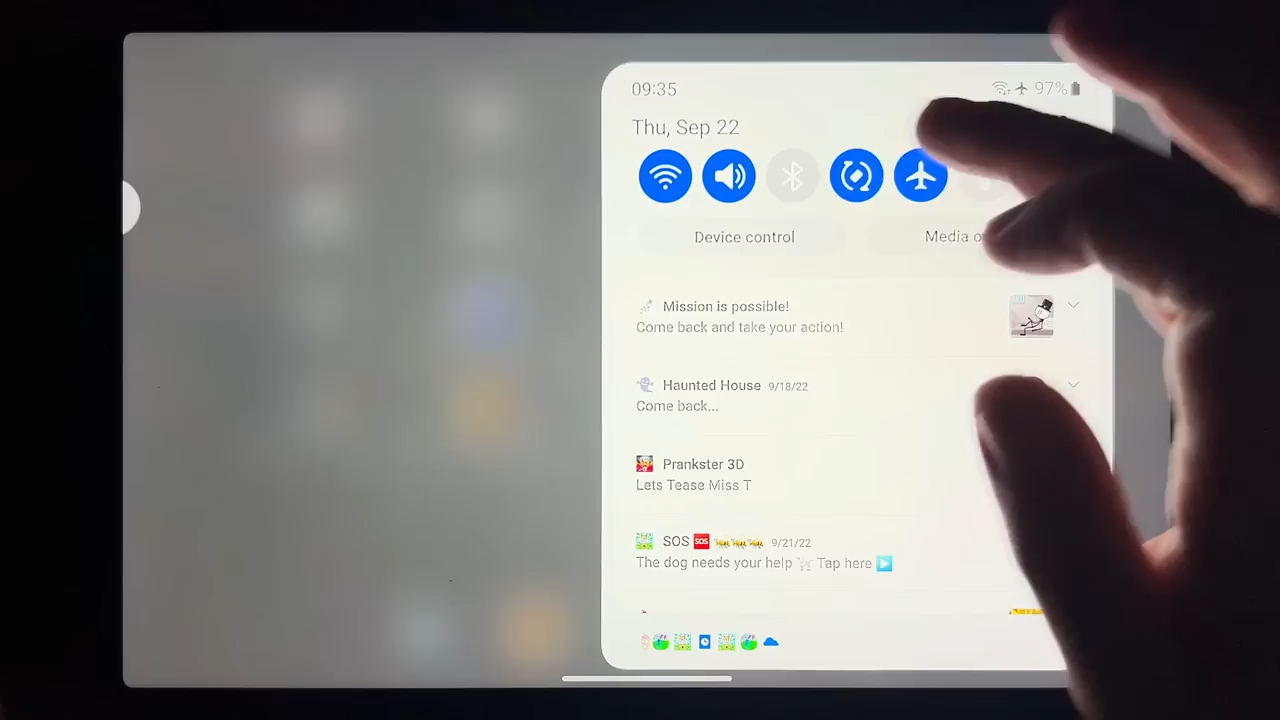 09:35
97%
Thu, Sep 22
Device control
Media o
Mission is possible!
Come back and take your action!
Haunted House 9/18/22
Come back...
Prankster 3D
Lets Tease Miss T
SOS SOS 9/21/22
The dog needs your help Tap here